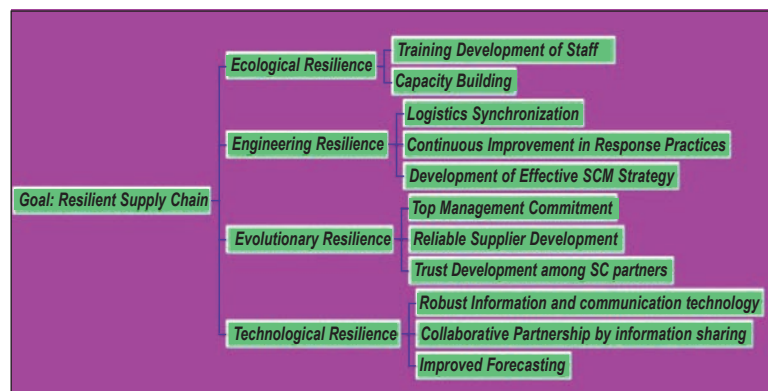 Goal: Resilient Supply Chain
Ecological Resilience
Training Development of Staff
Capacity Building
Engineering Resilience
Logistics Synchronization
Continuous Improvement in Response Practices
Development of Effective SCM Strategy
Evolutionary Resilience
Top Management Commitment
Reliable Supplier Development
Trust Development among SC partners
Technological Resilience
Robust Information and communication technology
Collaborative Partnership by information sharing
Improved Forecasting